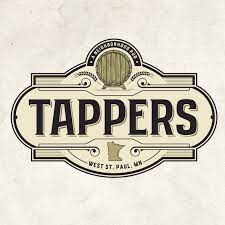 A NEIGHBORHOOD PUB
TAPPERS
WEST ST. PAUL, MN